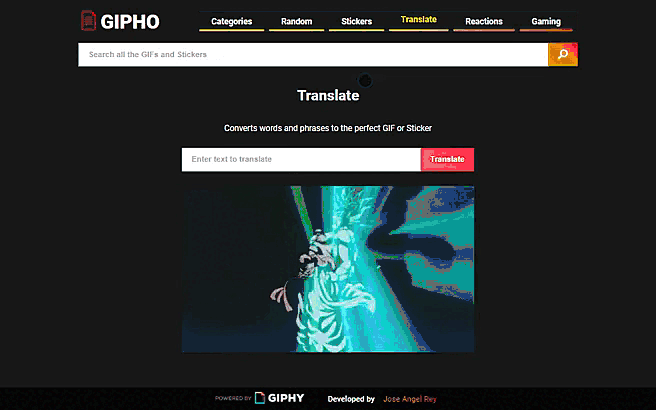 GIPHO
Categories
Random
Stickers
Translate
Reactions
Gaming
Search all the GIFs and Stickers
Translate
Converts words and phrases to the perfect GIF or Sticker
Enter text to translate
Translate
POWERED BY GIPHY
Developed by Jose Angel Rey